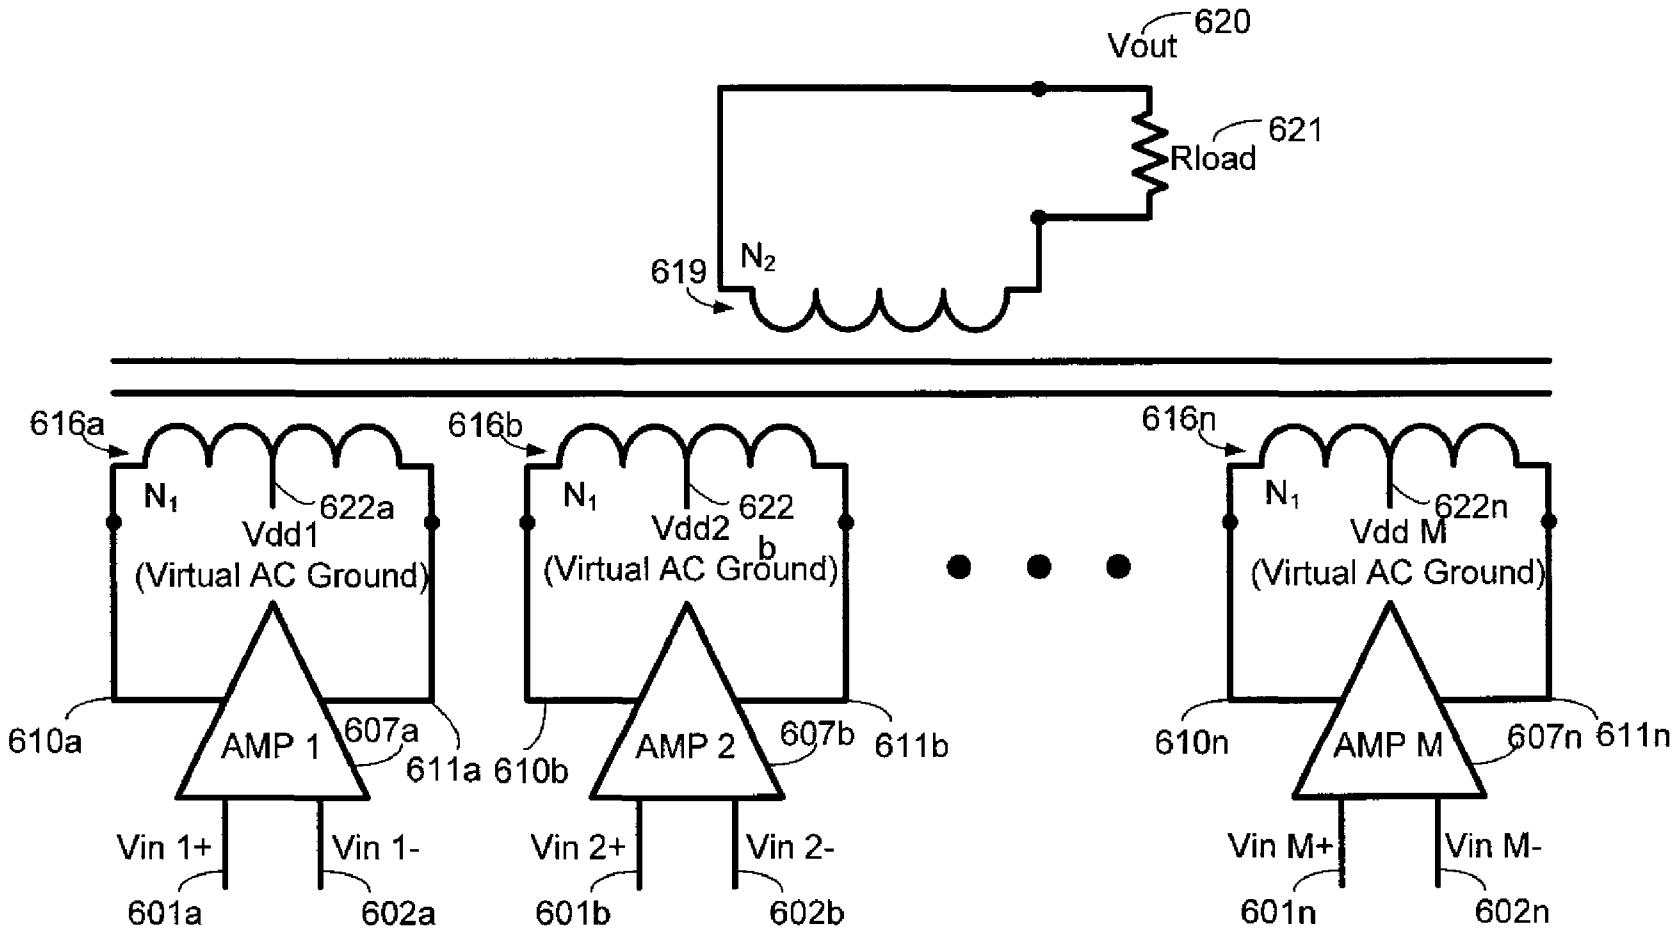 620
Vout
621
Rload
N2
619
616a
616b
616n
N1
622a
Vdd1
(Virtual AC Ground)
N1
622
b
Vdd2
(Virtual AC Ground)
N1
622n
Vdd M
(Virtual AC Ground)
610a
AMP 1
607a
611a
610b
AMP 2
607b
611b
610n
AMP M
607n
611n
Vin 1+
Vin 1-
Vin 2+
Vin 2-
Vin M+
Vin M-
601a
602a
601b
602b
601n
602n